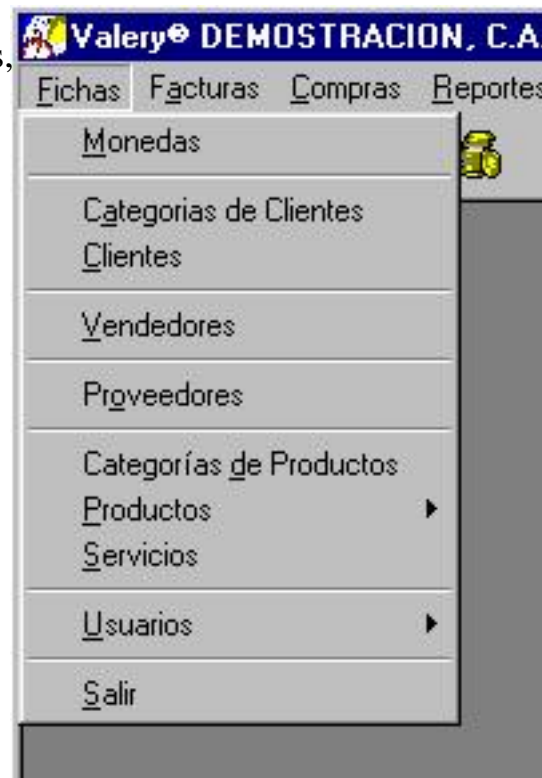 s,
Valery® DEMOSTRACION, C.A.
Fichas Facturas Compras Reportes
Monedas
Categorias de Clientes
Clientes
Vendedores
Proveedores
Categorías de Productos
Productos
Servicios
Usuarios
Salir